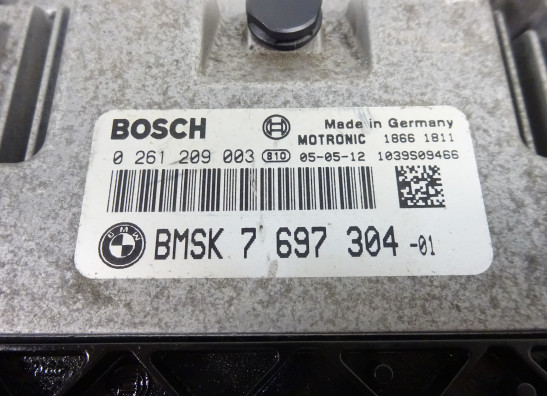 BOSCH Made in Germany
MOTRONIC 1866 1811
0 261 209 003 810 05-05-12 1039S09466
BMW BMSK 7 697 304 -01